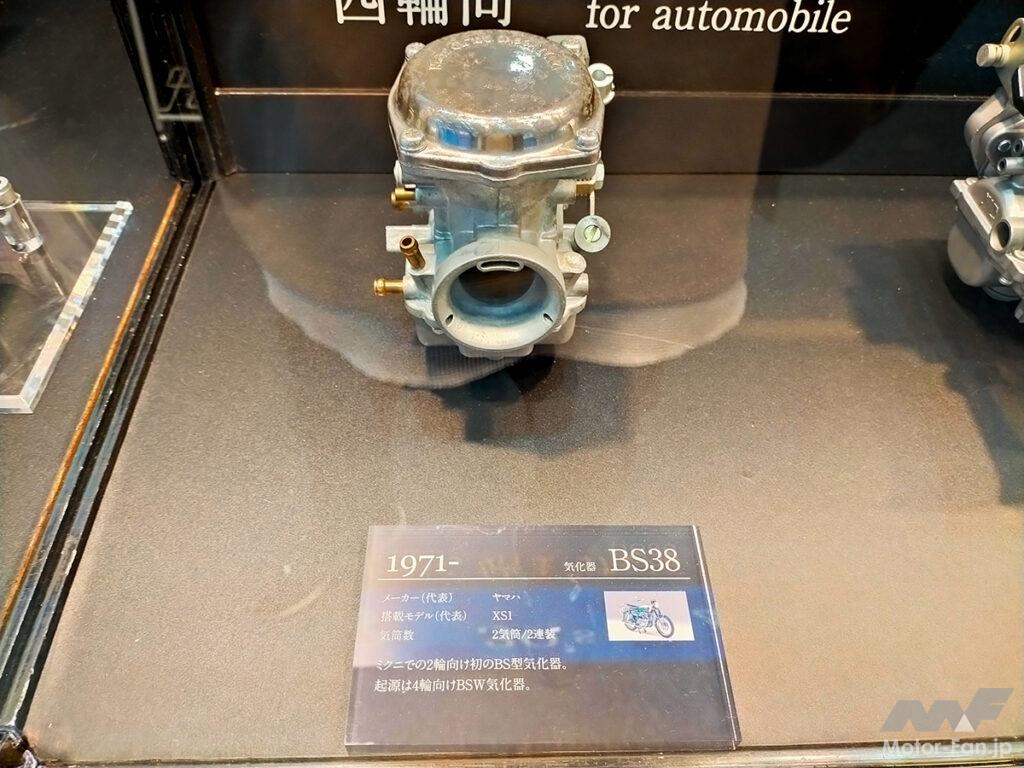 四輪向 for automobile
1971- 気化器 BS38
メーカー(代表) ヤマハ
搭載モデル(代表) XS1
気筒数 2気筒/2連装
ミクニでの2輪向け初のBS型気化器。
起源は4輪向けBSW気化器。
MF
Motor-Fan.jp